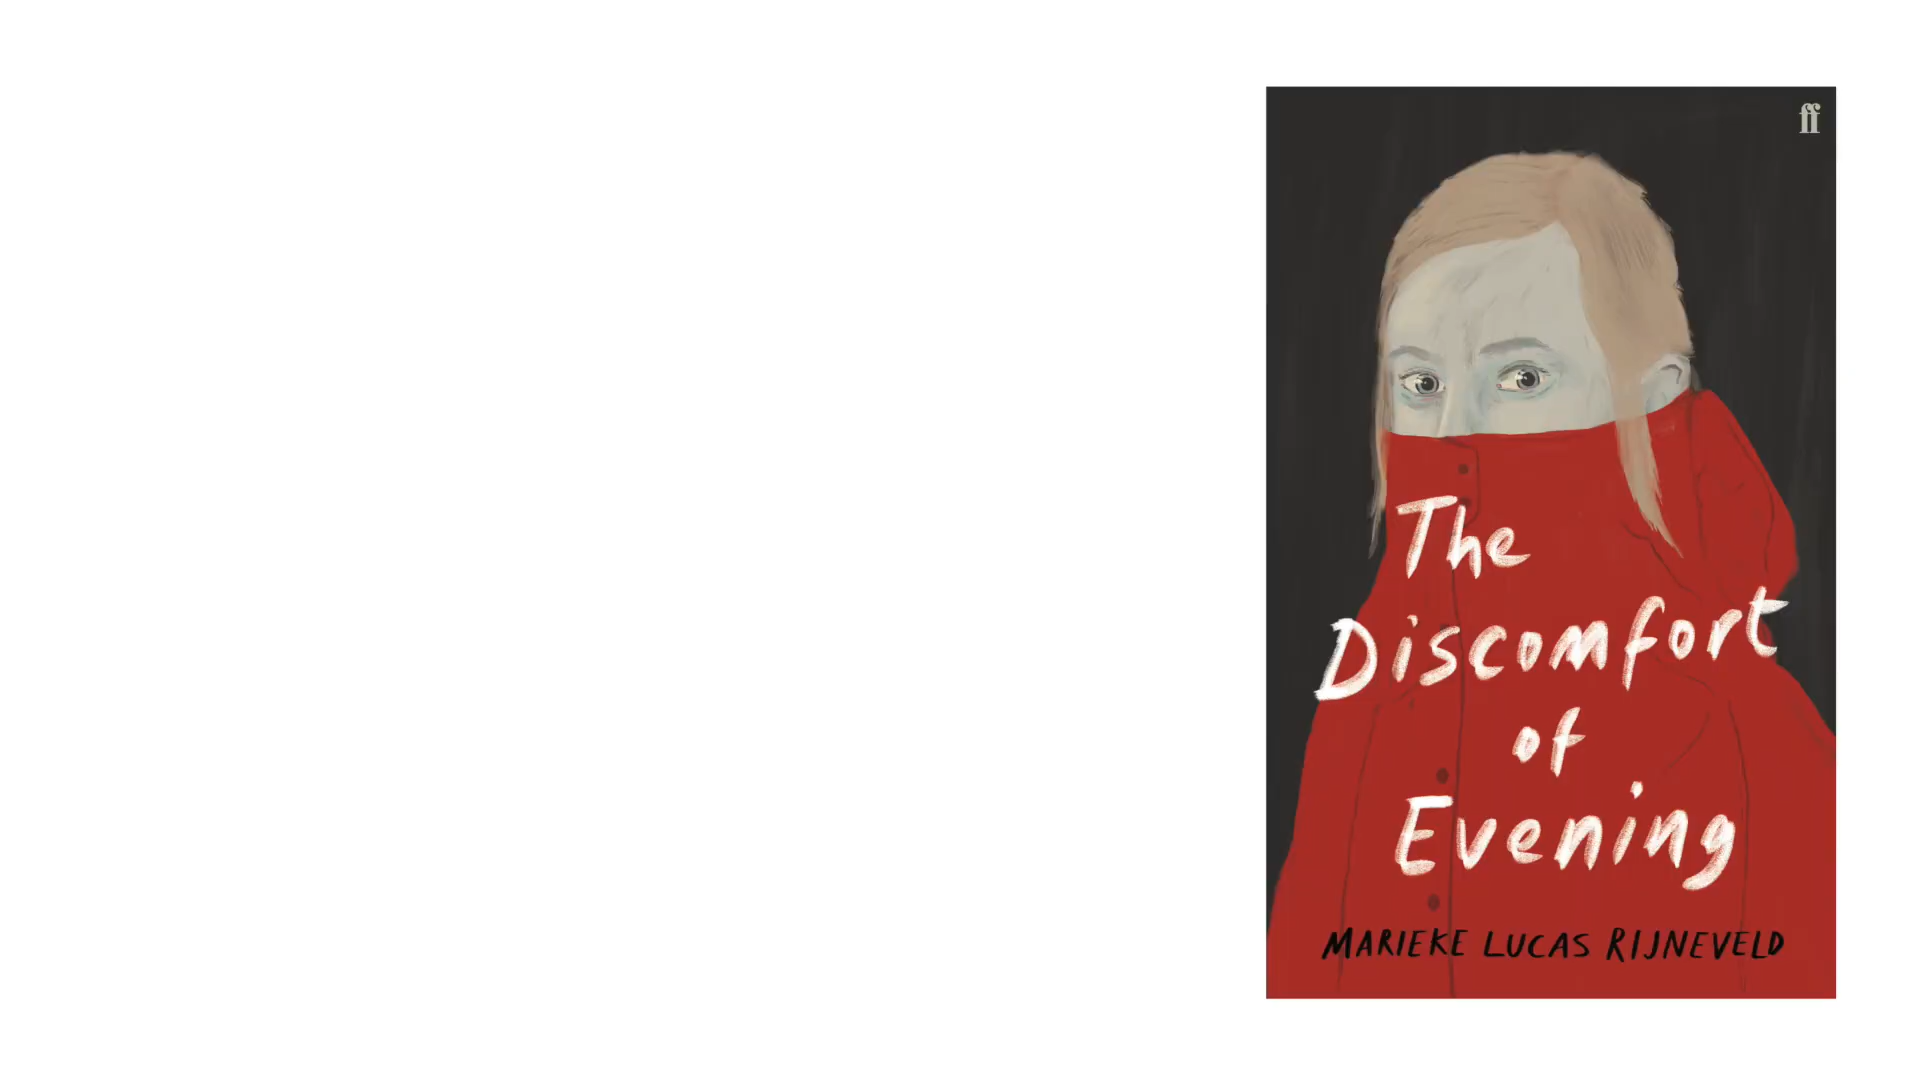 ff
The
Discomfort
of
Evening
MARIEKE LUCAS RIJNEVELD